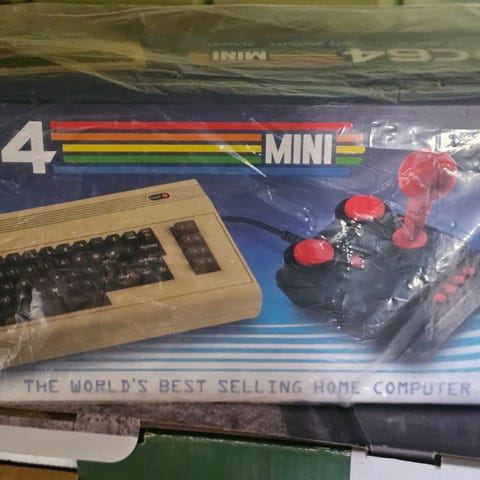 C64
MINI
4 MINI
THE WORLD'S BEST SELLING HOME COMPUTER